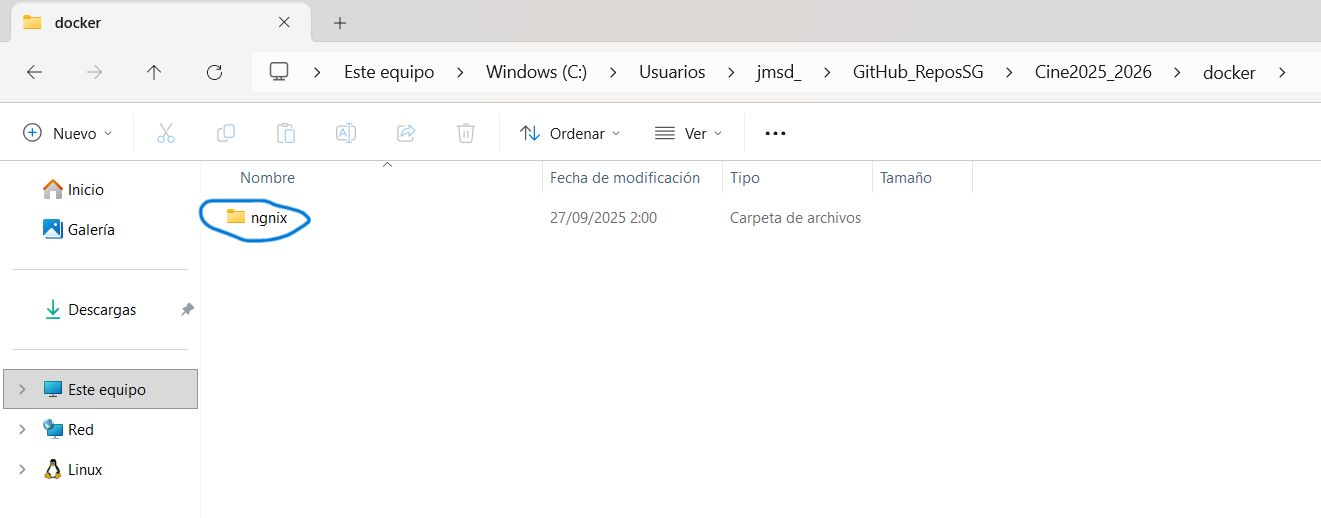 docker
Este equipo > Windows (C:) > Usuarios > jmsd_ > GitHub_ReposSG > Cine2025_2026 > docker >
Nuevo
Ordenar
Ver
Nombre
Fecha de modificación
Tipo
Tamaño
ngnix
27/09/2025 2:00
Carpeta de archivos
Inicio
Galería
Descargas
Este equipo
Red
Linux